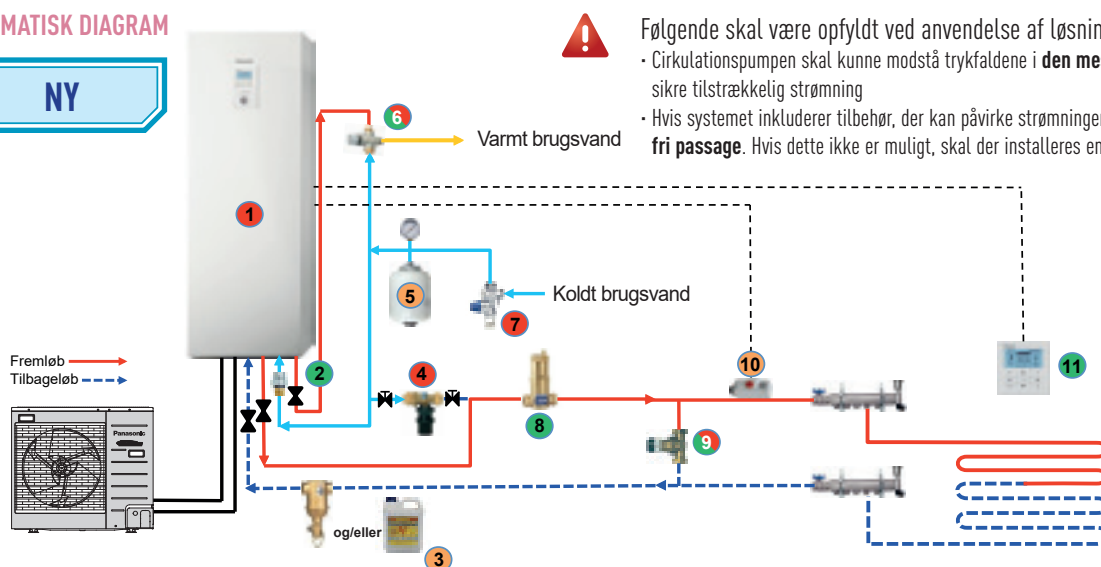 MATISK DIAGRAM
NY
Følgende skal være opfyldt ved anvendelse af løsnin
· Cirkulationspumpen skal kunne modstå trykfaldene i den me
sikre tilstrækkelig strømning
· Hvis systemet inkluderer tilbehør, der kan påvirke strømninge
fri passage. Hvis dette ikke er muligt, skal der installeres en
6
Varmt brugsvand
1
5
Koldt brugsvand
7
Fremløb
Tilbageløb
2
4
10
11
8
9
Panasonic
og/eller
3